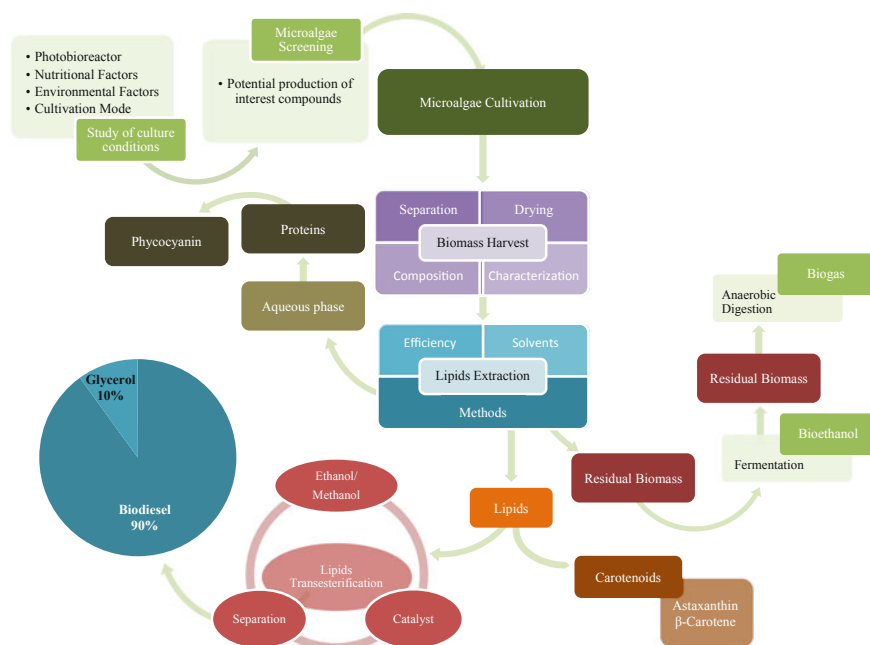 • Photobioreactor
• Nutritional Factors
• Environmental Factors
• Cultivation Mode
Study of culture
conditions
Microalgae
Screening
• Potential production of
interest compounds
Microalgae Cultivation
Separation
Drying
Biomass Harvest
Composition
Characterization
Phycocyanin
Proteins
Aqueous phase
Efficiency
Solvents
Lipids Extraction
Methods
Biogas
Anaerobic
Digestion
Residual Biomass
Bioethanol
Fermentation
Residual Biomass
Lipids
Carotenoids
Astaxanthin
β-Carotene
Ethanol/
Methanol
Lipids
Transesterification
Separation
Catalyst
Glycerol
10%
Biodiesel
90%